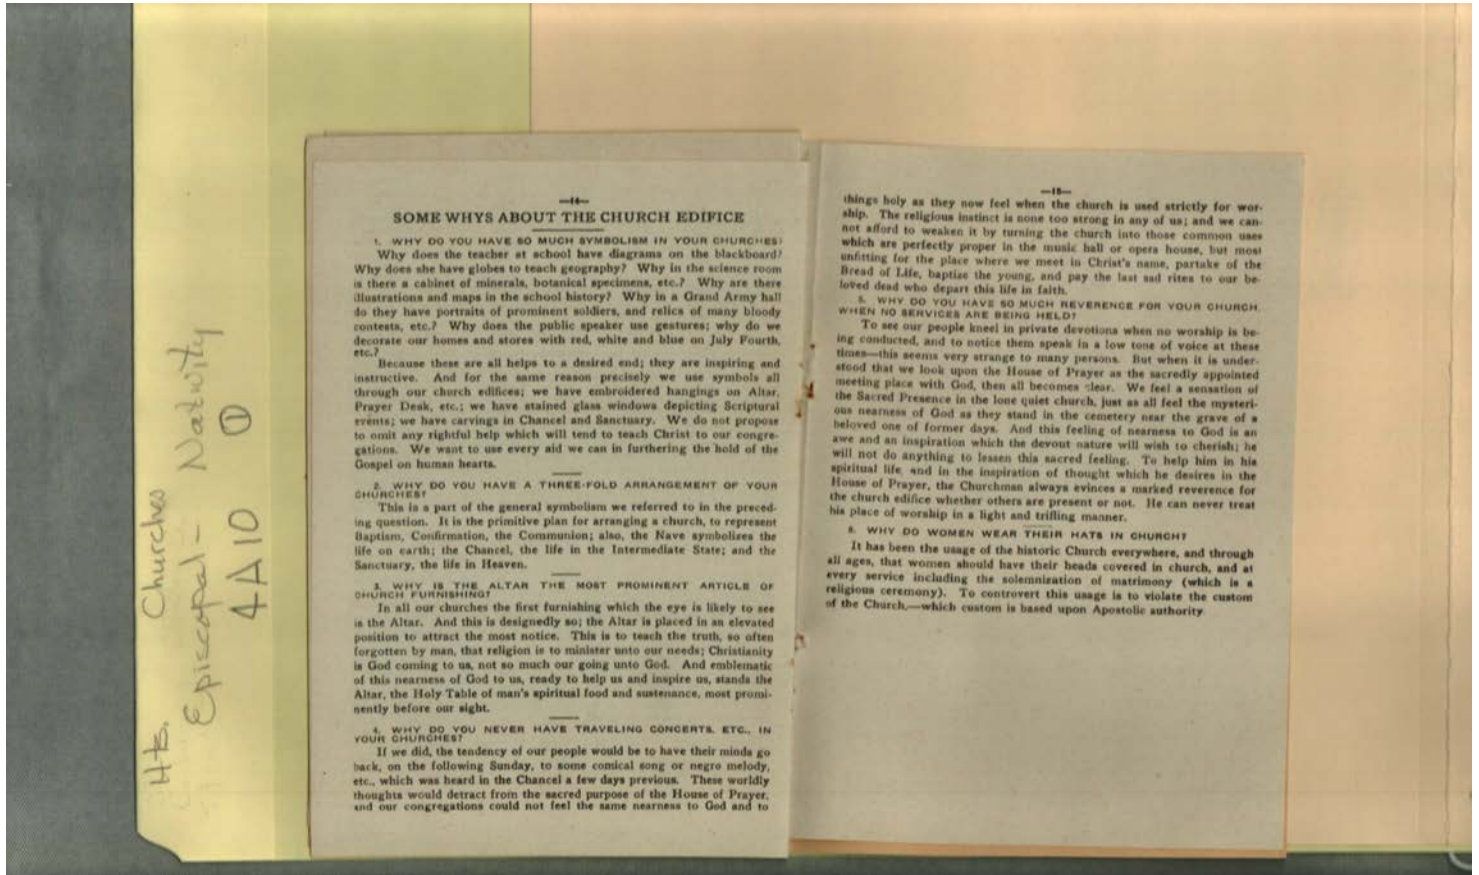 Hts. Churches
Episcopal - Nativity
4A10 ①
—14—
SOME WHYS ABOUT THE CHURCH EDIFICE
1. WHY DO YOU HAVE SO MUCH SYMBOLISM IN YOUR CHURCHES?
Why does the teacher at school have diagrams on the blackboard?
Why does she have globes to teach geography? Why in the science room
is there a cabinet of minerals, botanical specimens, etc.? Why are there
illustrations and maps in the school history? Why in a Grand Army hall
do they have portraits of prominent soldiers, and relics of many bloody
contests, etc.? Why does the public speaker use gestures; why do we
decorate our homes and stores with red, white and blue on July Fourth,
etc.?
Because these are all helps to a desired end; they are inspiring and
instructive. And for the same reason precisely we use symbols all
through our church edifices; we have embroidered hangings on Altar,
Prayer Desk, etc.; we have stained glass windows depicting Scriptural
events; we have carvings in Chancel and Sanctuary. We do not propose
to omit any rightful help which will tend to teach Christ to our congre-
gations. We want to use every aid we can in furthering the hold of the
Gospel on human hearts.
2. WHY DO YOU HAVE A THREE-FOLD ARRANGEMENT OF YOUR
CHURCHES?
This is a part of the general symbolism we referred to in the preced-
ing question. It is the primitive plan for arranging a church, to represent
Baptism, Confirmation, the Communion; also, the Nave symbolizes the
life on earth; the Chancel, the life in the Intermediate State; and the
Sanctuary, the life in Heaven.
3. WHY IS THE ALTAR THE MOST PROMINENT ARTICLE OF
CHURCH FURNISHING?
In all our churches the first furnishing which the eye is likely to see
is the Altar. And this is designedly so; the Altar is placed in an elevated
position to attract the most notice. This is to teach the truth, so often
forgotten by man, that religion is to minister unto our needs; Christianity
is God coming to us, not so much our going unto God. And emblematic
of this nearness of God to us, ready to help us and inspire us, stands the
Altar, the Holy Table of man's spiritual food and sustenance, most promi-
nently before our sight.
4. WHY DO YOU NEVER HAVE TRAVELING CONCERTS, ETC., IN
YOUR CHURCHES?
If we did, the tendency of our people would be to have their minds go
back, on the following Sunday, to some comical song or negro melody,
etc., which was heard in the Chancel a few days previous. These worldly
thoughts would detract from the sacred purpose of the House of Prayer,
and our congregations could not feel the same nearness to God and to
—15—
things holy as they now feel when the church is used strictly for wor-
ship. The religious instinct is none too strong in any of us; and we can-
not afford to weaken it by turning the church into those common uses
which are perfectly proper in the music hall or opera house, but most
unfitting for the place where we meet in Christ's name, partake of the
Bread of Life, baptize the young, and pay the last sad rites to our be-
loved dead who depart this life in faith.
5. WHY DO YOU HAVE SO MUCH REVERENCE FOR YOUR CHURCH,
WHEN NO SERVICES ARE BEING HELD?
To see our people kneel in private devotions when no worship is be-
ing conducted, and to notice them speak in a low tone of voice at these
times—this seems very strange to many persons. But when it is under-
stood that we look upon the House of Prayer as the sacredly appointed
meeting place with God, then all becomes clear. We feel a sensation of
the Sacred Presence in the lone quiet church, just as all feel the mysteri-
ous nearness of God as they stand in the cemetery near the grave of a
beloved one of former days. And this feeling of nearness to God is an
awe and an inspiration which the devout nature will wish to cherish; he
will not do anything to lessen this sacred feeling. To help him in his
spiritual life, and in the inspiration of thought which he desires in the
House of Prayer, the Churchman always evinces a marked reverence for
the church edifice whether others are present or not. He can never treat
his place of worship in a light and trifling manner.
6. WHY DO WOMEN WEAR THEIR HATS IN CHURCH?
It has been the usage of the historic Church everywhere, and through
all ages, that women should have their heads covered in church, and at
every service including the solemnization of matrimony (which is a
religious ceremony). To controvert this usage is to violate the custom
of the Church,—which custom is based upon Apostolic authority.